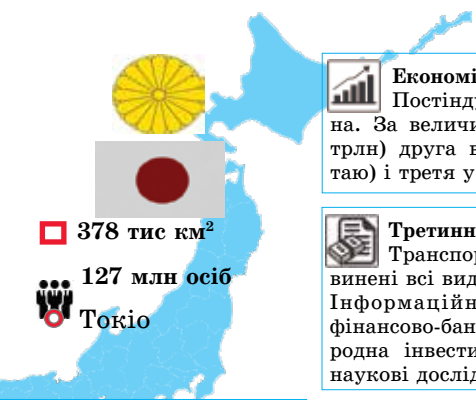 378 тис км²
127 млн осіб
Токіо
Економі
Постінд
на. За велич
трлн) друга в
таю) і третя у
Третинн
Транспор
винені всі вид
Інформаційн
фінансово-бан
родна інвести
наукові дослід